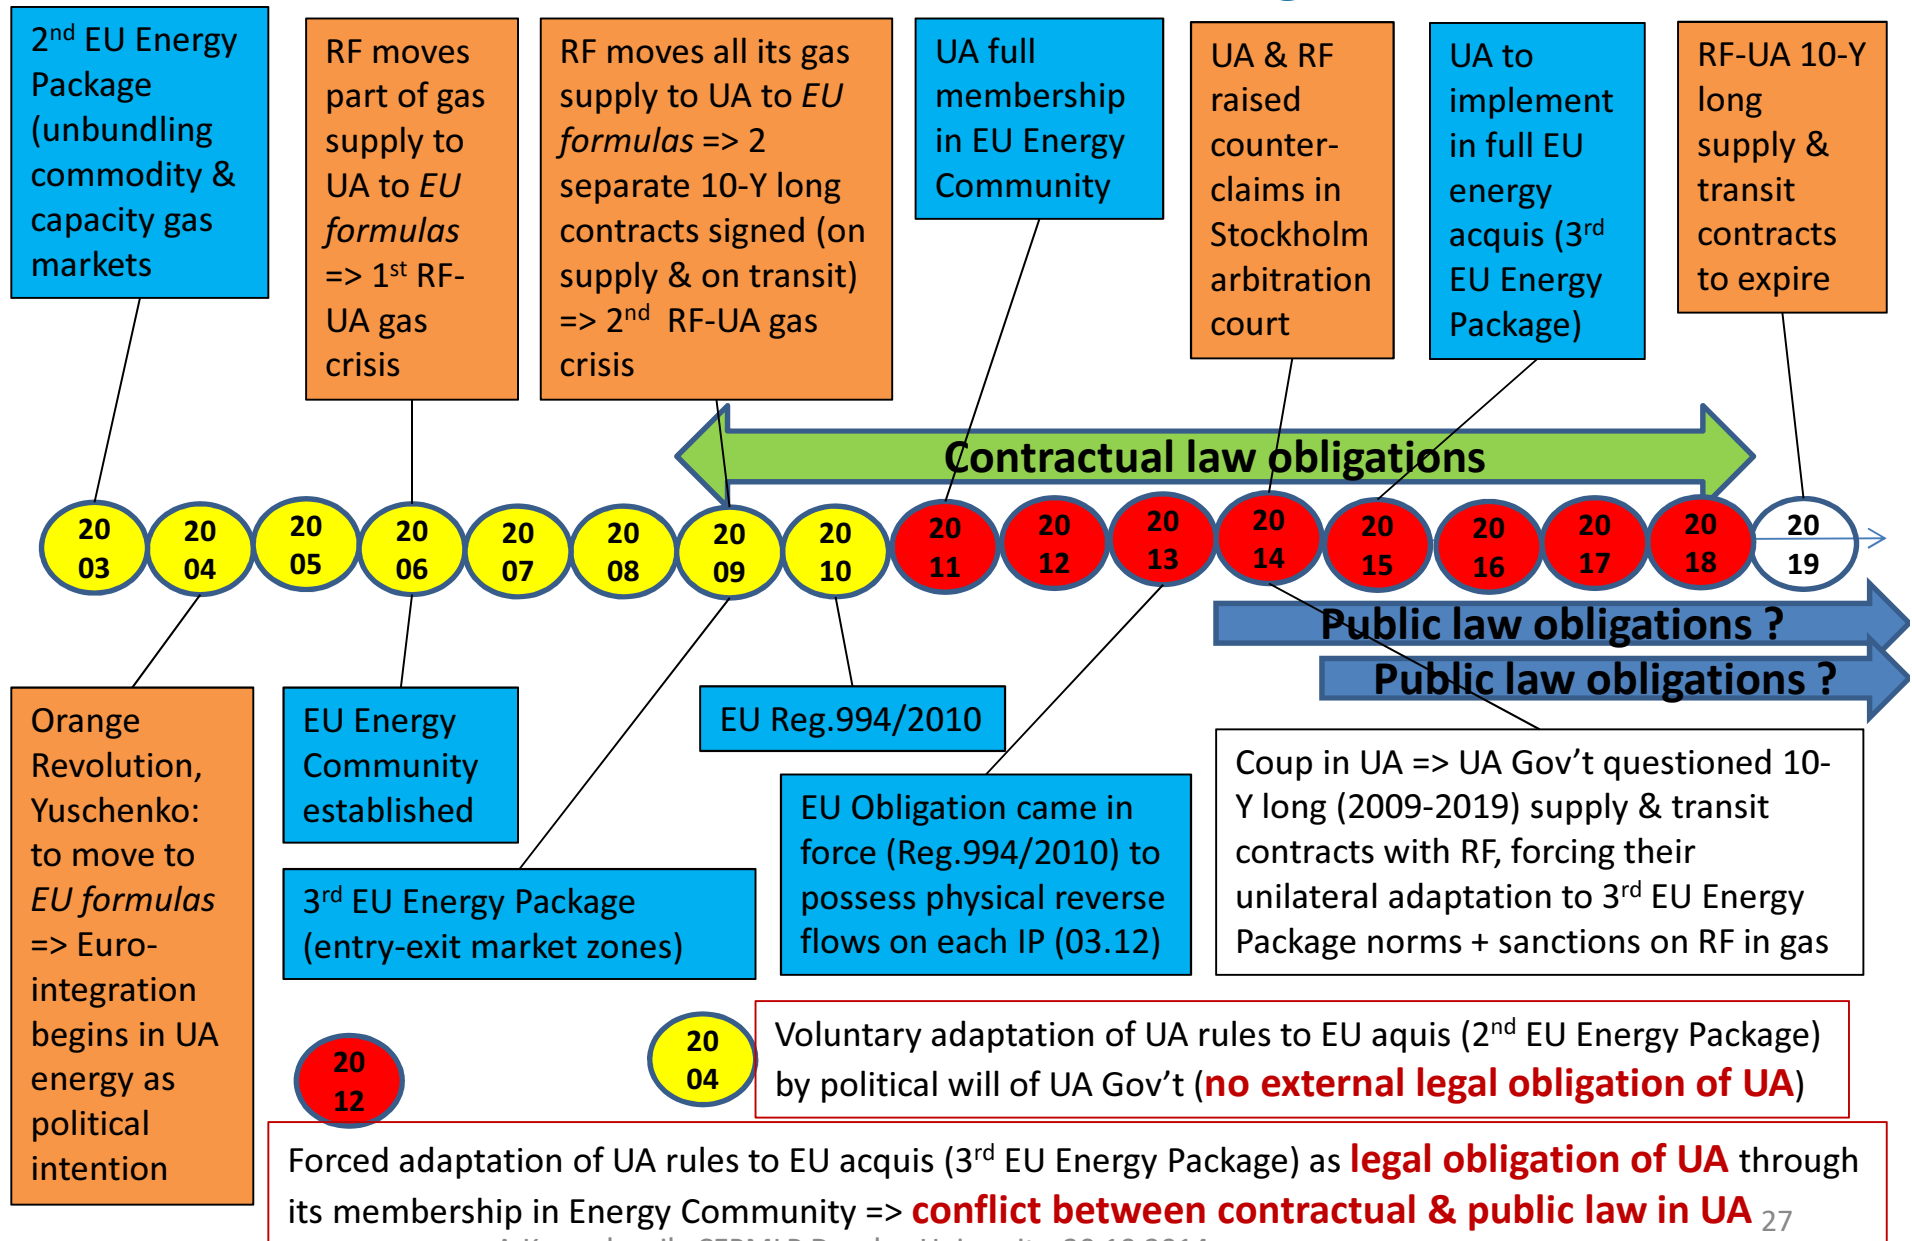 2nd EU Energy
Package
(unbundling
commodity &
capacity gas
markets
RF moves
part of gas
supply to
UA to EU
formulas
=> 1st RF-
UA gas
crisis
RF moves all its gas
supply to UA to EU
formulas => 2
separate 10-Y long
contracts signed (on
supply & on transit)
=> 2nd RF-UA gas
crisis
UA full
membership
in EU Energy
Community
UA & RF
raised
counter-
claims in
Stockholm
arbitration
court
UA to
implement
in full EU
energy
acquis (3rd
EU Energy
Package)
RF-UA 10-Y
long
supply &
transit
contracts
to expire
Contractual law obligations
20
03
20
04
20
05
20
06
20
07
20
08
20
09
20
10
20
11
20
12
20
13
20
14
20
15
20
16
20
17
20
18
20
19
Public law obligations ?
Public law obligations ?
Orange
Revolution,
Yuschenko:
to move to
EU formulas
=> Euro-
integration
begins in UA
energy as
political
intention
EU Energy
Community
established
3rd EU Energy Package
(entry-exit market zones)
EU Reg.994/2010
EU Obligation came in
force (Reg.994/2010) to
possess physical reverse
flows on each IP (03.12)
Coup in UA => UA Gov't questioned 10-
Y long (2009-2019) supply & transit
contracts with RF, forcing their
unilateral adaptation to 3rd EU Energy
Package norms + sanctions on RF in gas
20
12
20
04
Voluntary adaptation of UA rules to EU aquis (2nd EU Energy Package)
by political will of UA Gov't (no external legal obligation of UA)
Forced adaptation of UA rules to EU acquis (3rd EU Energy Package) as legal obligation of UA through
its membership in Energy Community => conflict between contractual & public law in UA
27